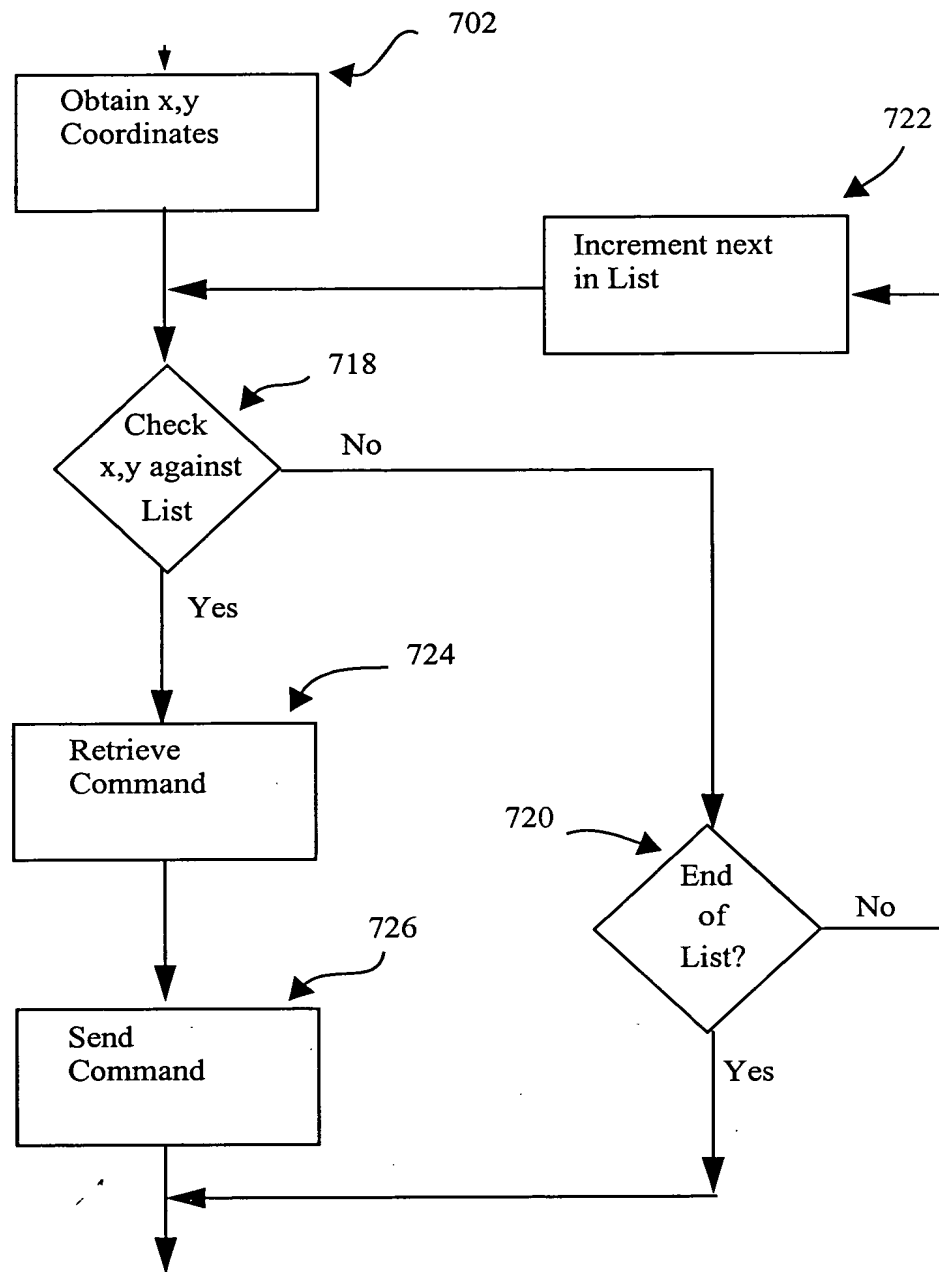 702
Obtain x,y
Coordinates
722
Increment next
in List
718
Check
x,y against
List
No
Yes
724
Retrieve
Command
720
End
of
List?
No
726
Send
Command
Yes